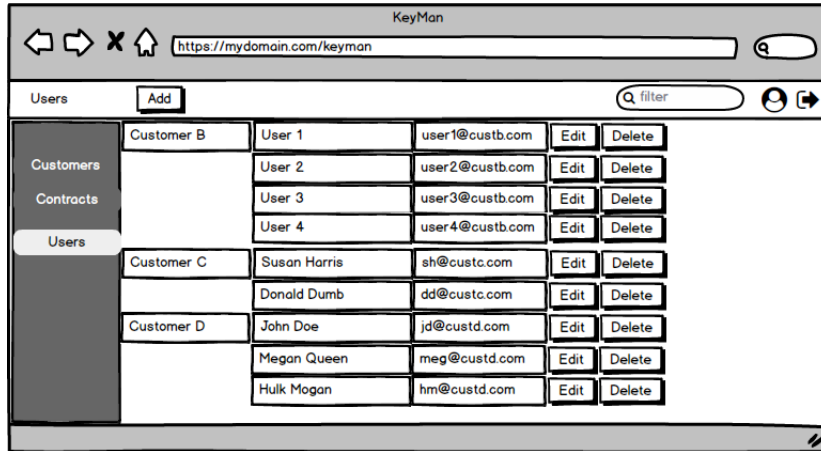 KeyMan
https://mydomain.com/keyman
Users Add filter
Customer B User 1 user1@custb.com Edit Delete
Customers User 2 user2@custb.com Edit Delete
Contracts User 3 user3@custb.com Edit Delete
Users User 4 user4@custb.com Edit Delete
Customer C Susan Harris sh@custc.com Edit Delete
Donald Dumb dd@custc.com Edit Delete
Customer D John Doe jd@custd.com Edit Delete
Megan Queen meg@custd.com Edit Delete
Hulk Mogan hm@custd.com Edit Delete